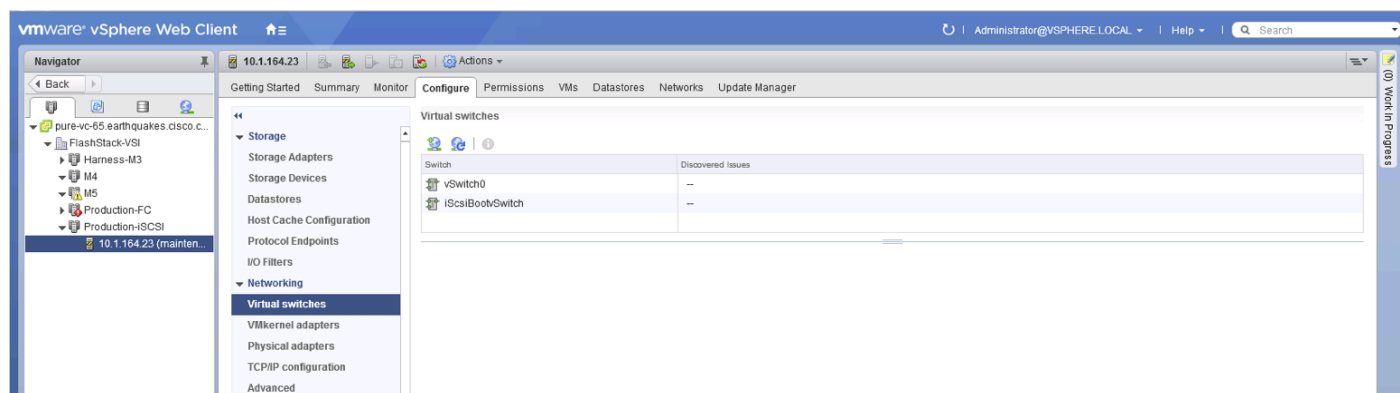 vmware® vSphere Web Client
Administrator@VSPHERE.LOCAL
Help
Search
Navigator
Back
pure-vc-65.earthquakes.cisco.c...
FlashStack-VSI
Harness-M3
M4
M5
Production-FC
Production-iSCSI
10.1.164.23 (mainten...
10.1.164.23
Actions
Getting Started Summary Monitor Configure Permissions VMs Datastores Networks Update Manager
Storage
Storage Adapters
Storage Devices
Datastores
Host Cache Configuration
Protocol Endpoints
I/O Filters
Networking
Virtual switches
VMkernel adapters
Physical adapters
TCP/IP configuration
Advanced
Virtual switches
Switch Discovered Issues
vSwitch0 --
iScsiBootvSwitch --
(0) Work In Progress